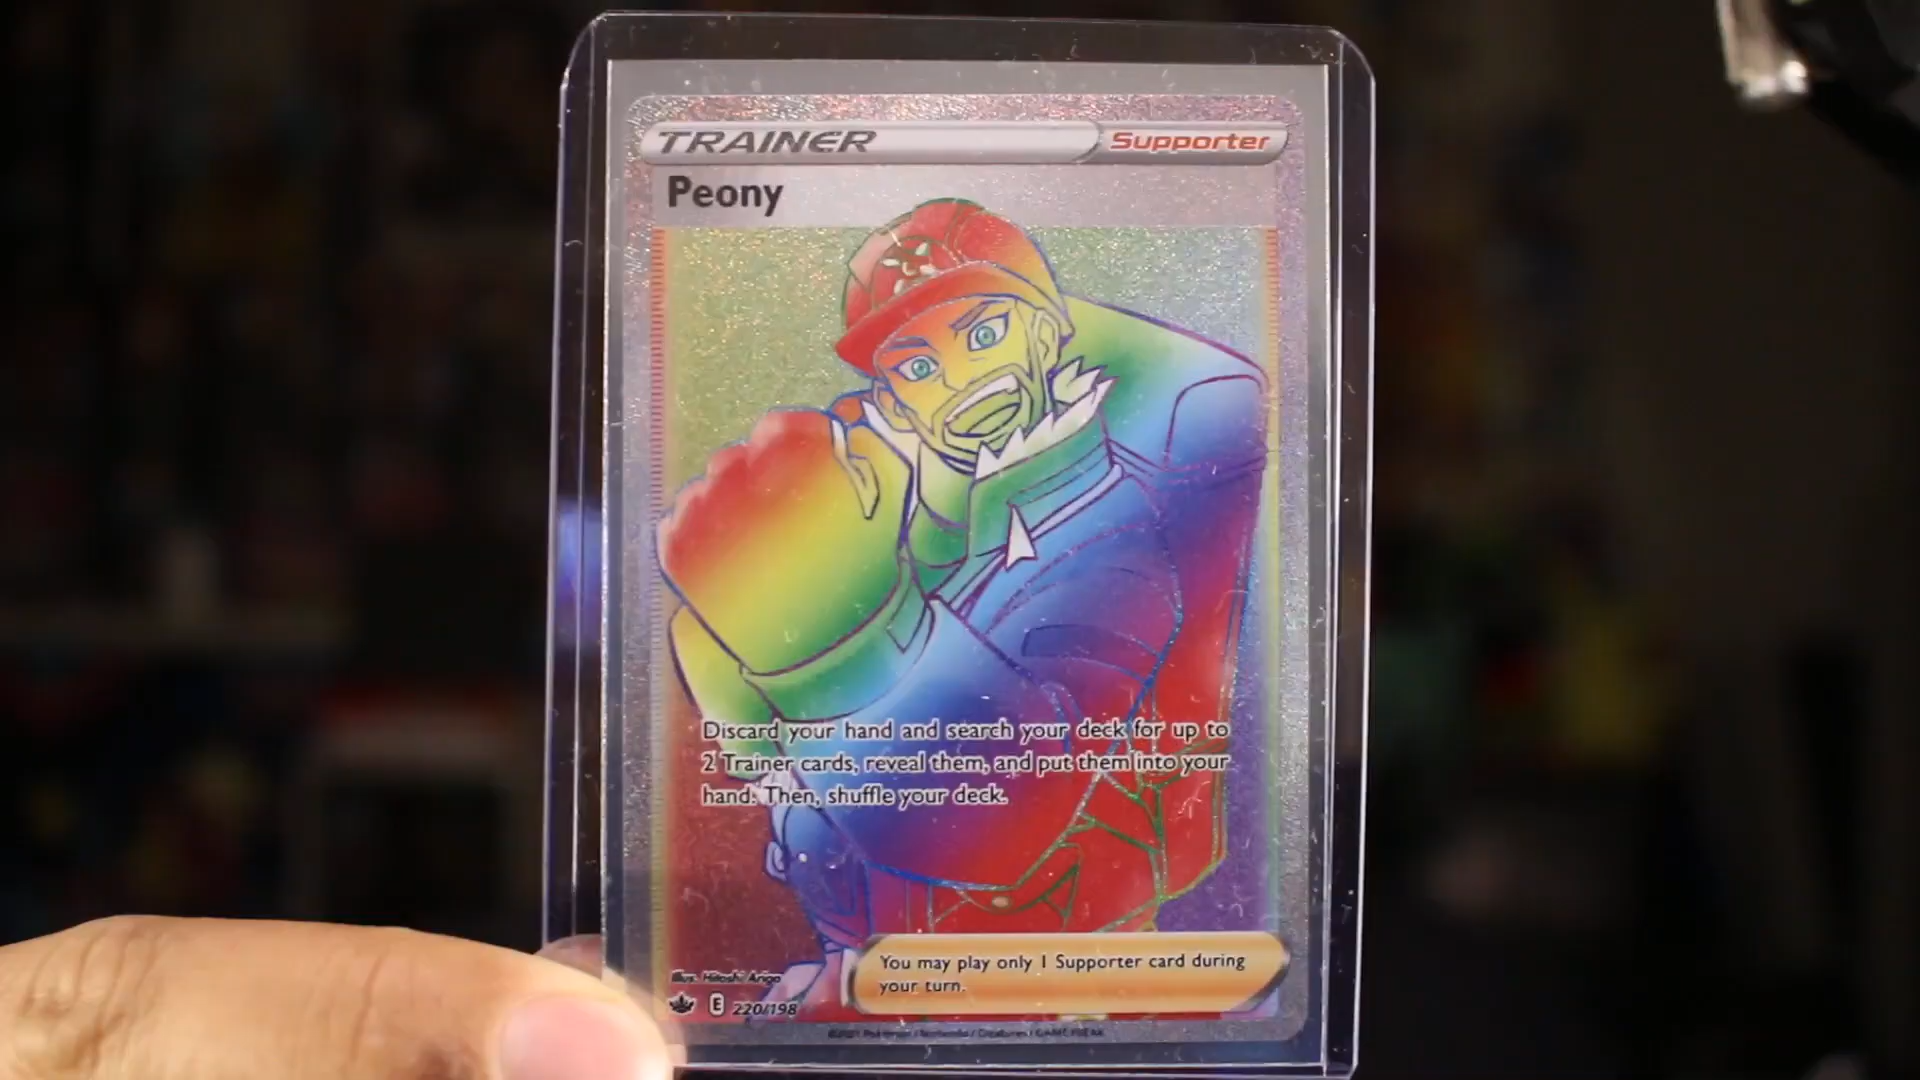 TRAINER Supporter
Peony
Discard your hand and search your deck for up to
2 Trainer cards, reveal them, and put them into your
hand. Then, shuffle your deck.
You may play only 1 Supporter card during
your turn.
Illus. Hitoshi Ariga
E 220/198
©2021 Pokémon / Nintendo / Creatures / GAME FREAK